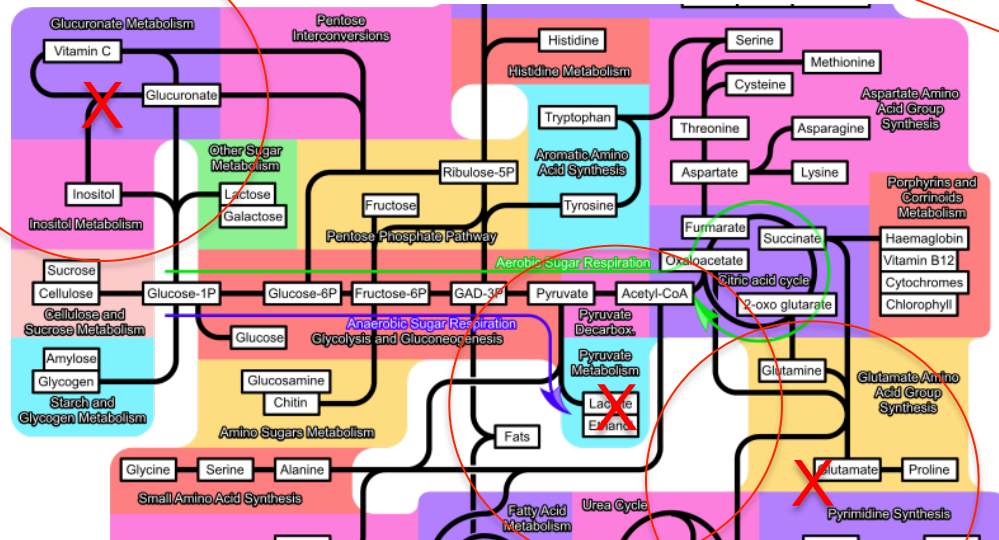 Glucuronate Metabolism
Vitamin C
Glucuronate
Pentose
Interconversions
Histidine
Histidine Metabolism
Serine
Methionine
Cysteine
Aspartate Amino
Acid Group
Synthesis
Tryptophan
Threonine
Asparagine
Aromatic Amino
Acid Synthesis
Aspartate
Lysine
Other Sugar
Metabolism
Lactose
Galactose
Inositol
Inositol Metabolism
Ribulose-5P
Fructose
Tyrosine
Pentose Phosphate Pathway
Porphyrins and
Corrinoids
Metabolism
Fumarate
Succinate
Haemaglobin
Vitamin B12
Cytochromes
Chlorophyll
Oxaloacetate
Citric acid cycle
2-oxo glutarate
Aerobic Sugar Respiration
Sucrose
Cellulose
Glucose-1P
Glucose-6P
Fructose-6P
GAD-3P
Pyruvate
Acetyl-CoA
Cellulose and
Sucrose Metabolism
Anaerobic Sugar Respiration
Glycolysis and Gluconeogenesis
Glucose
Pyruvate
Decarbox.
Pyruvate
Metabolism
Amylose
Glycogen
Starch and
Glycogen Metabolism
Glucosamine
Chitin
Amino Sugars Metabolism
Lactate
Ethanol
Glutamine
Glutamate Amino
Acid Group
Synthesis
Fats
Glycine
Serine
Alanine
Small Amino Acid Synthesis
Glutamate
Proline
Fatty Acid
Metabolism
Urea Cycle
Pyrimidine Synthesis